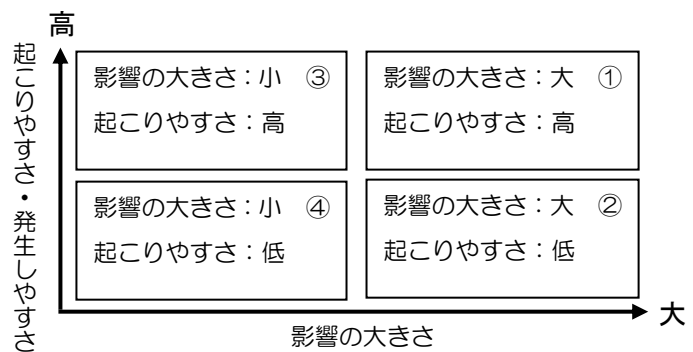 高
起こりやすさ・発生しやすさ
影響の大きさ：小　③
起こりやすさ：高
影響の大きさ：大　①
起こりやすさ：高
影響の大きさ：小　④
起こりやすさ：低
影響の大きさ：大　②
起こりやすさ：低
大
影響の大きさ